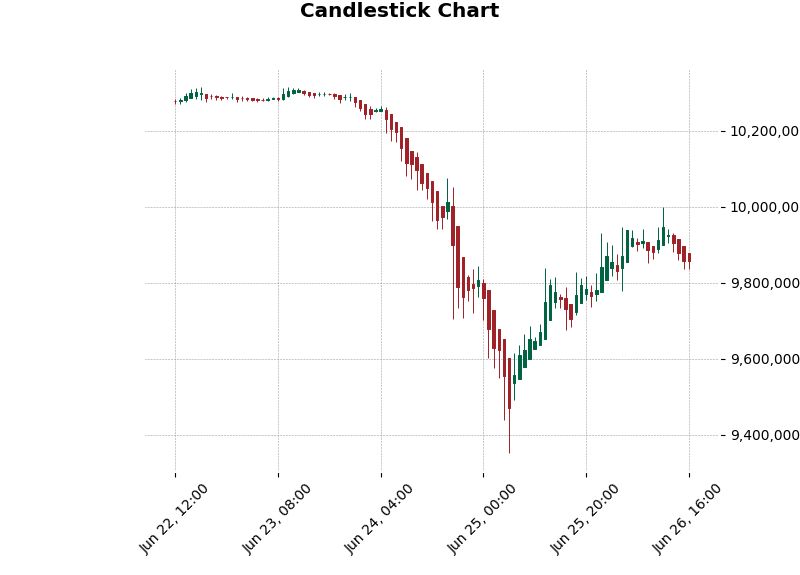 Candlestick Chart
10,200,00
10,000,00
9,800,000
9,600,000
9,400,000
Jun 22, 12:00
Jun 23, 08:00
Jun 24, 04:00
Jun 25, 00:00
Jun 25, 20:00
Jun 26, 16:00